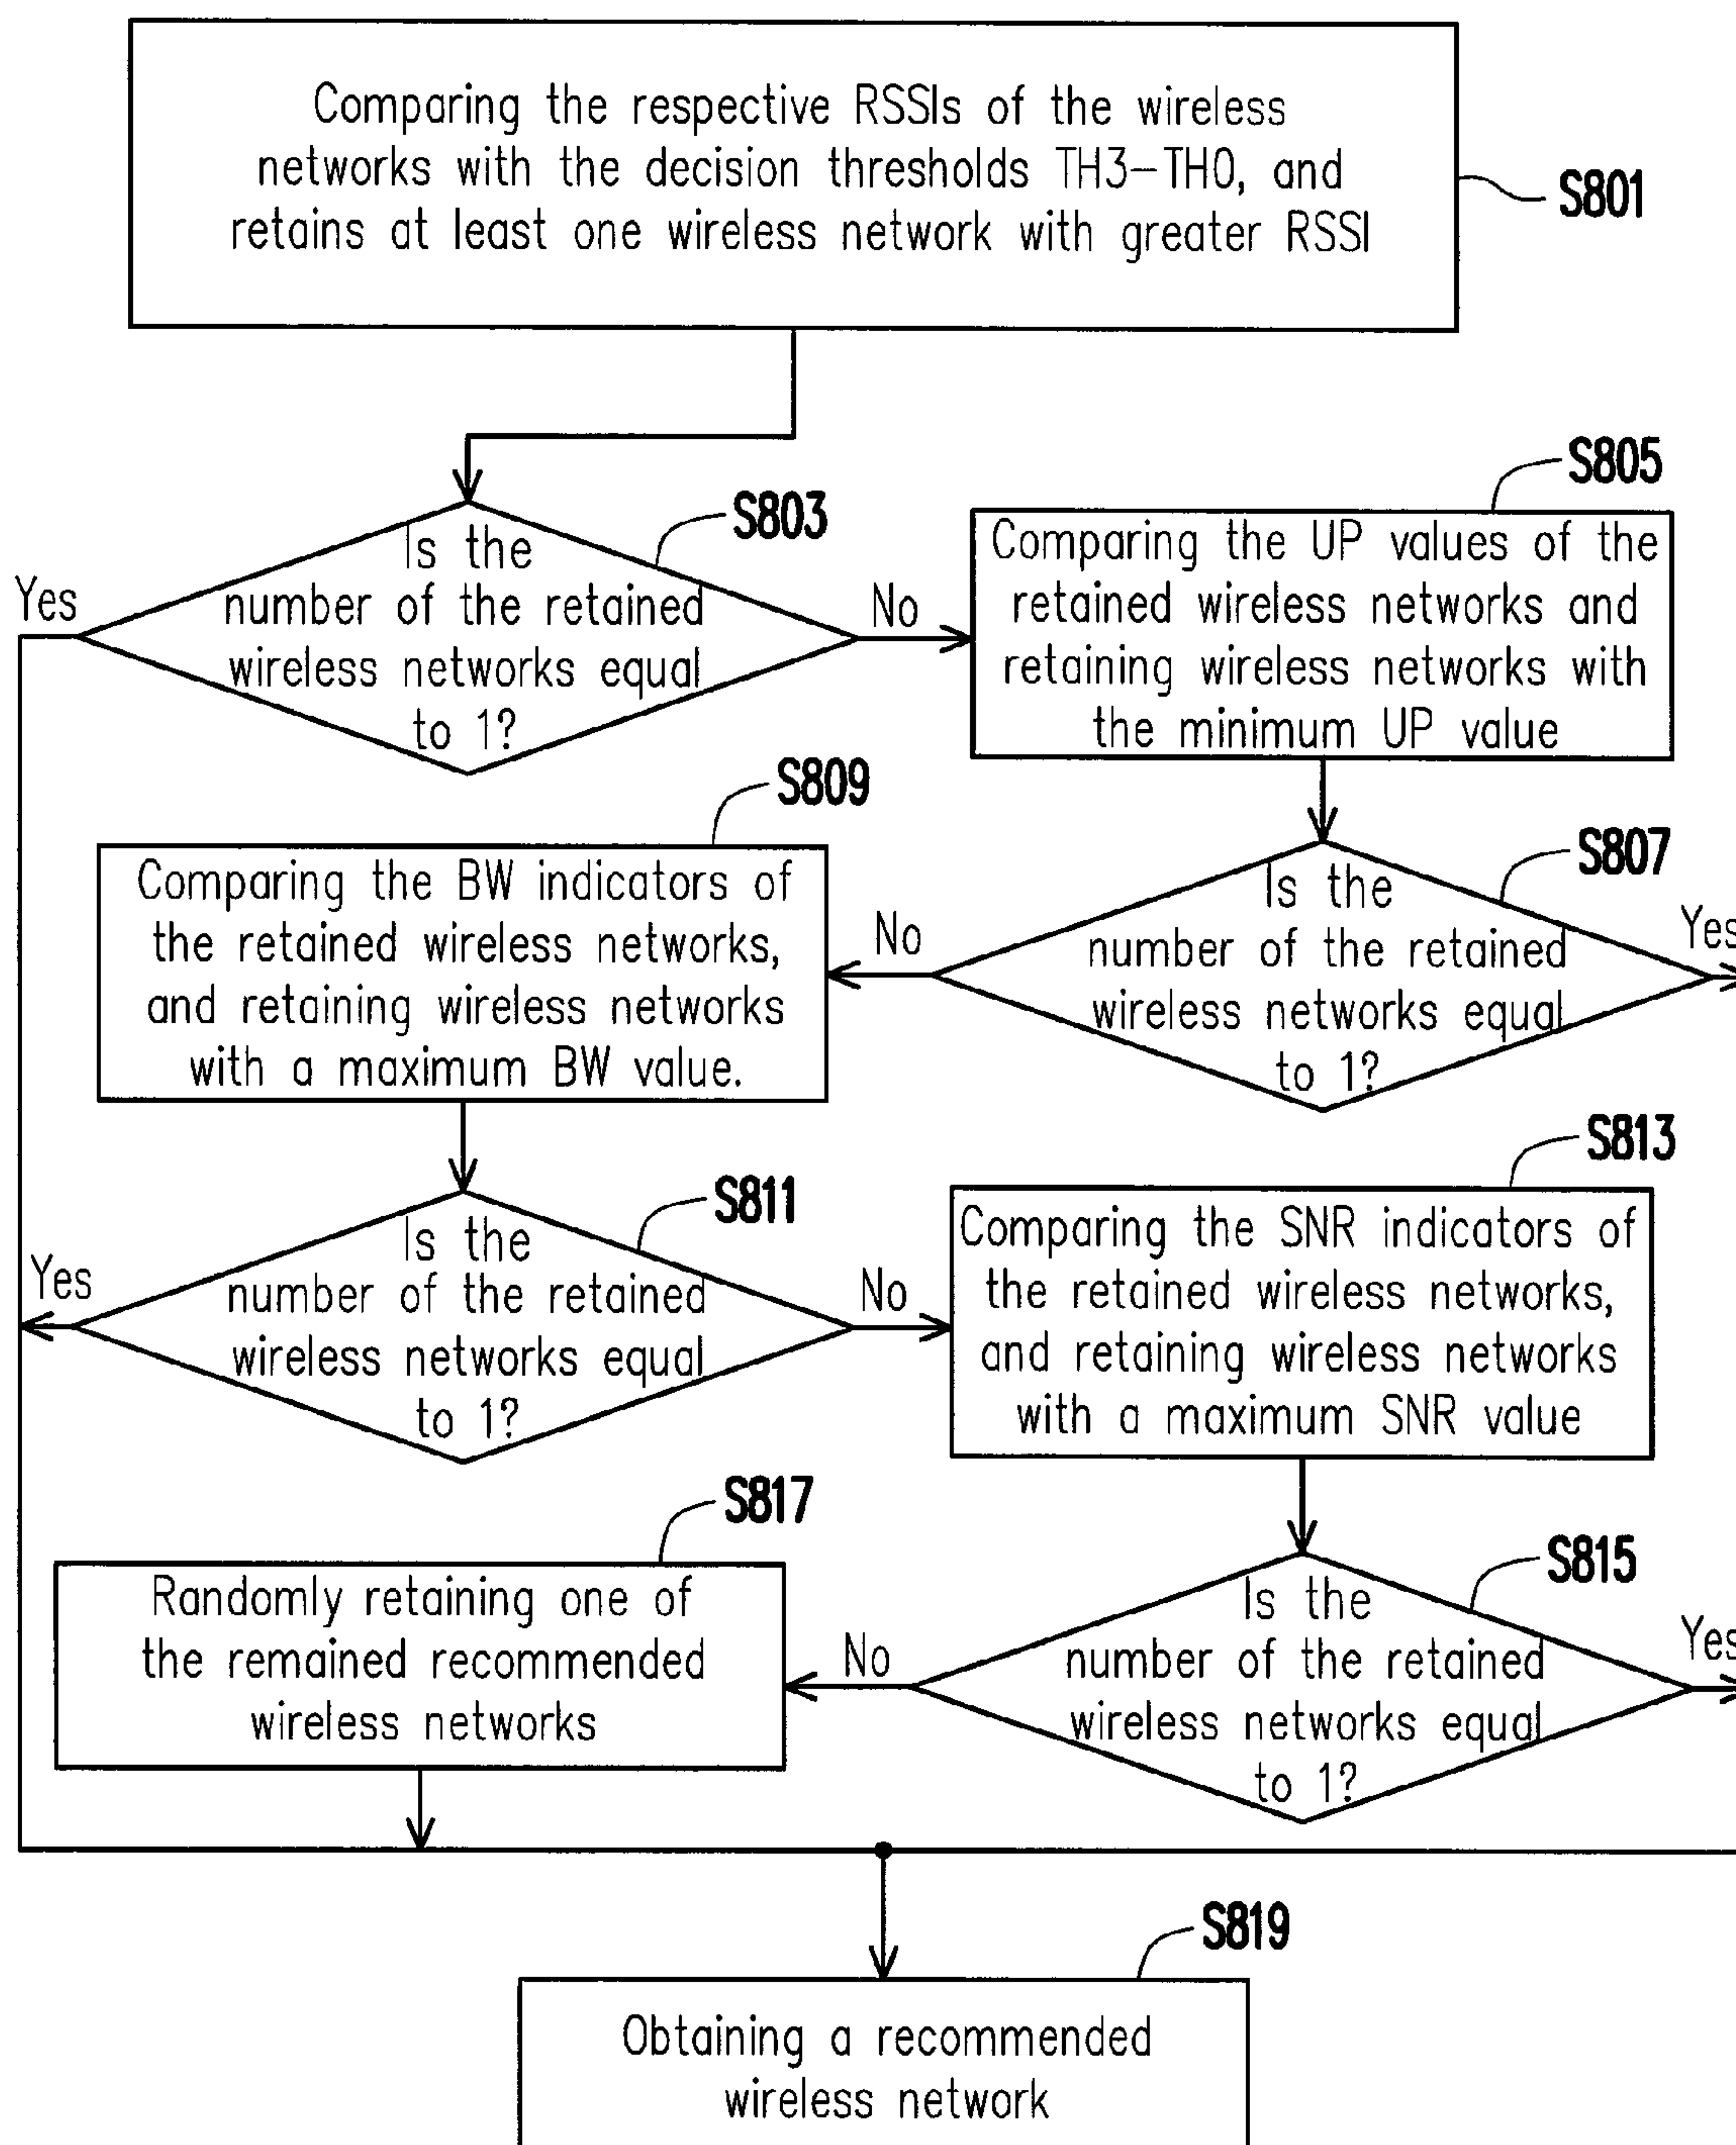 Comparing the respective RSSIs of the wireless
networks with the decision thresholds TH3-TH0, and
retains at least one wireless network with greater RSSI
S801
S803
Is the
number of the retained
wireless networks equal
to 1?
Yes
No
S805
Comparing the UP values of the
retained wireless networks and
retaining wireless networks with
the minimum UP value
S807
Is the
number of the retained
wireless networks equal
to 1?
Yes
No
S809
Comparing the BW indicators of
the retained wireless networks,
and retaining wireless networks
with a maximum BW value.
S811
Is the
number of the retained
wireless networks equal
to 1?
Yes
No
S813
Comparing the SNR indicators of
the retained wireless networks,
and retaining wireless networks
with a maximum SNR value
S815
Is the
number of the retained
wireless networks equal
to 1?
Yes
No
S817
Randomly retaining one of
the remained recommended
wireless networks
S819
Obtaining a recommended
wireless network